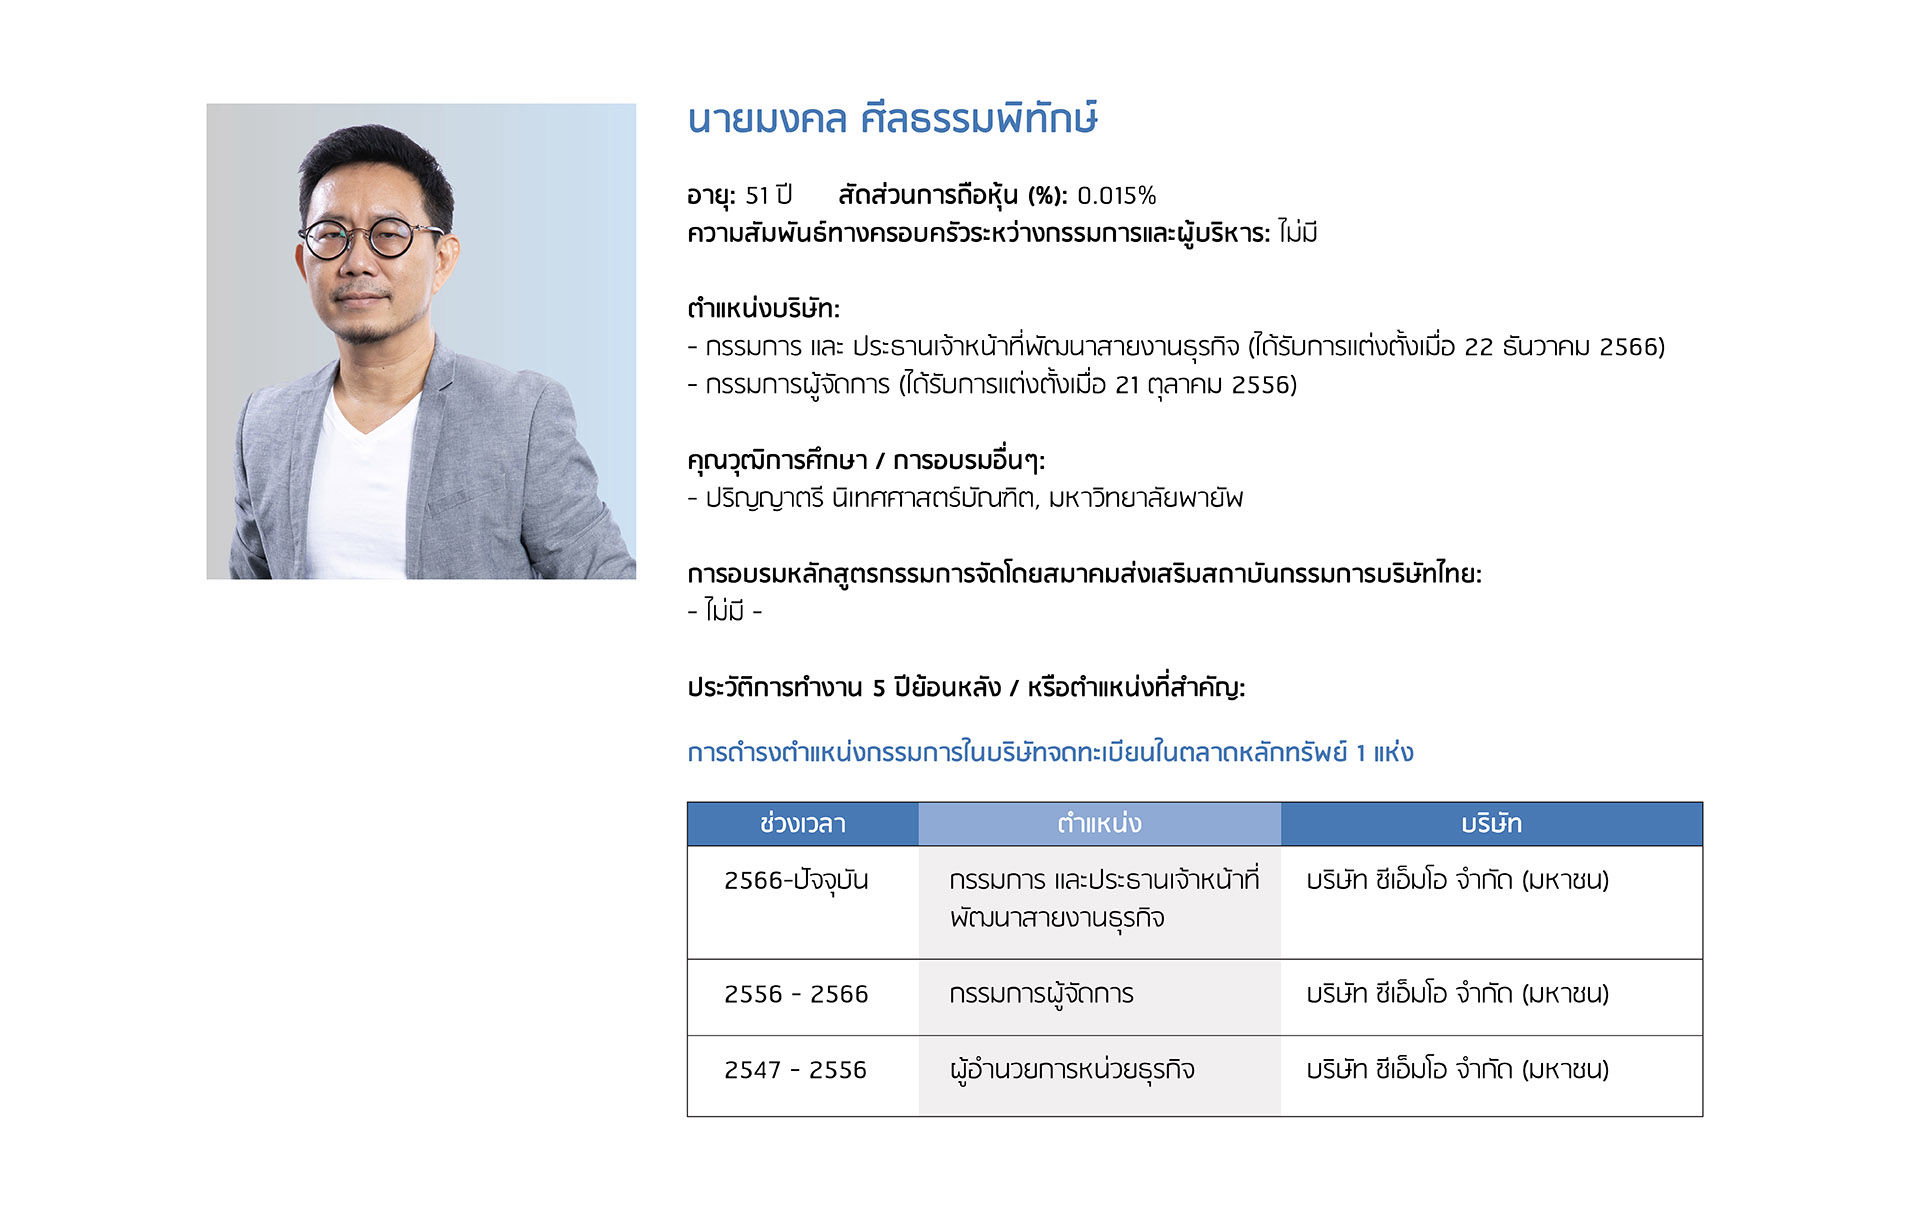 นายมงคล ศีลธรรมพิทักษ์
อายุ: 51 ปี สัดส่วนการถือหุ้น (%): 0.015%
ความสัมพันธ์ทางครอบครัวระหว่างกรรมการและผู้บริหาร: ไม่มี
ตำแหน่งบริษัท:
- กรรมการ และ ประธานเจ้าหน้าที่พัฒนาสายงานธุรกิจ (ได้รับการแต่งตั้งเมื่อ 22 ธันวาคม 2566)
- กรรมการผู้จัดการ (ได้รับการแต่งตั้งเมื่อ 21 ตุลาคม 2556)
คุณวุฒิการศึกษา / การอบรมอื่นๆ:
- ปริญญาตรี นิเทศศาสตร์บัณฑิต, มหาวิทยาลัยพายัพ
การอบรมหลักสูตรกรรมการจัดโดยสมาคมส่งเสริมสถาบันกรรมการบริษัทไทย:
- ไม่มี -
ประวัติการทำงาน 5 ปีย้อนหลัง / หรือตำแหน่งที่สำคัญ:
การดำรงตำแหน่งกรรมการในบริษัทจดทะเบียนในตลาดหลักทรัพย์ 1 แห่ง
ช่วงเวลา ตำแหน่ง บริษัท
2566-ปัจจุบัน กรรมการ และประธานเจ้าหน้าที่ บริษัท ซีเอ็มโอ จำกัด (มหาชน)
พัฒนาสายงานธุรกิจ
2556 - 2566 กรรมการผู้จัดการ บริษัท ซีเอ็มโอ จำกัด (มหาชน)
2547 - 2556 ผู้อำนวยการหน่วยธุรกิจ บริษัท ซีเอ็มโอ จำกัด (มหาชน)